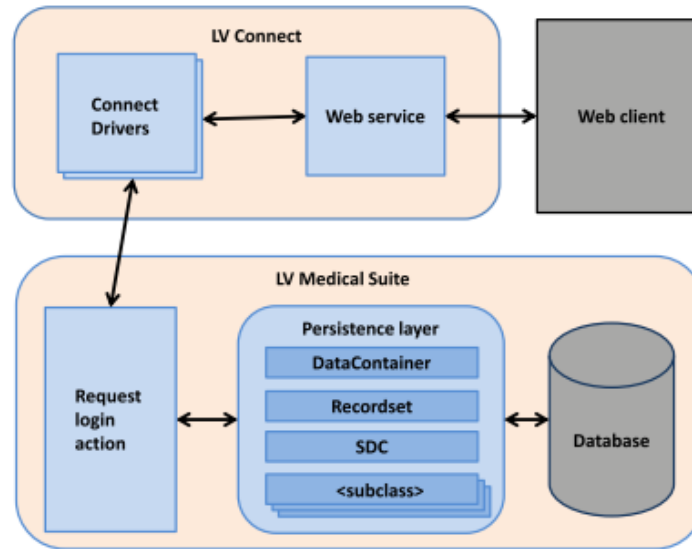 LV Connect
Connect
Drivers
Web service
Web client
LV Medical Suite
Request
login
action
Persistence layer
DataContainer
Recordset
SDC
<subclass>
Database